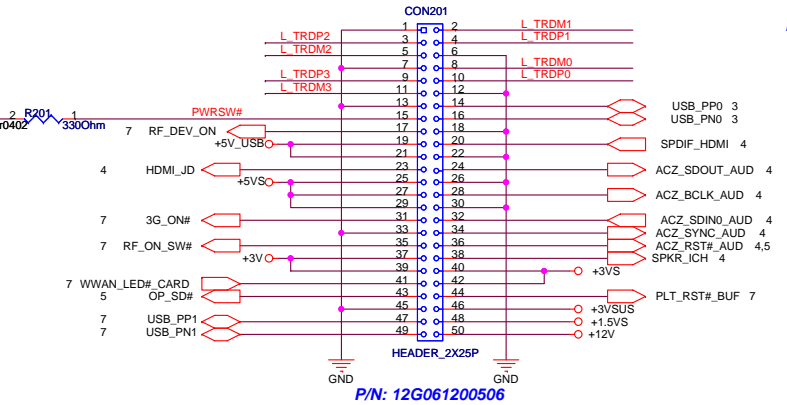 CON201
1 2 L_TRDM1
L_TRDP2 3 4 L_TRDP1
L_TRDM2 5 6
7 8 L_TRDM0
L_TRDP3 9 10 L_TRDP0
L_TRDM3 11 12
13 14 USB_PP0 3
2 R201 1 PWRSW# 15 16 USB_PN0 3
r0402 330Ohm
7 RF_DEV_ON 17 18
+5V_USB 19 20 SPDIF_HDMI 4
21 22
4 HDMI_JD 23 24 ACZ_SDOUT_AUD 4
+5VS 25 26
27 28 ACZ_BCLK_AUD 4
29 30
7 3G_ON# 31 32 ACZ_SDIN0_AUD 4
33 34 ACZ_SYNC_AUD 4
7 RF_ON_SW# 35 36 ACZ_RST#_AUD 4,5
+3V 37 38 SPKR_ICH 4
39 40 +3VS
7 WWAN_LED#_CARD 41 42
5 OP_SD# 43 44 PLT_RST#_BUF 7
45 46 +3VSUS
7 USB_PP1 47 48 +1.5VS
7 USB_PN1 49 50 +12V
HEADER_2X25P
GND GND
P/N: 12G061200506